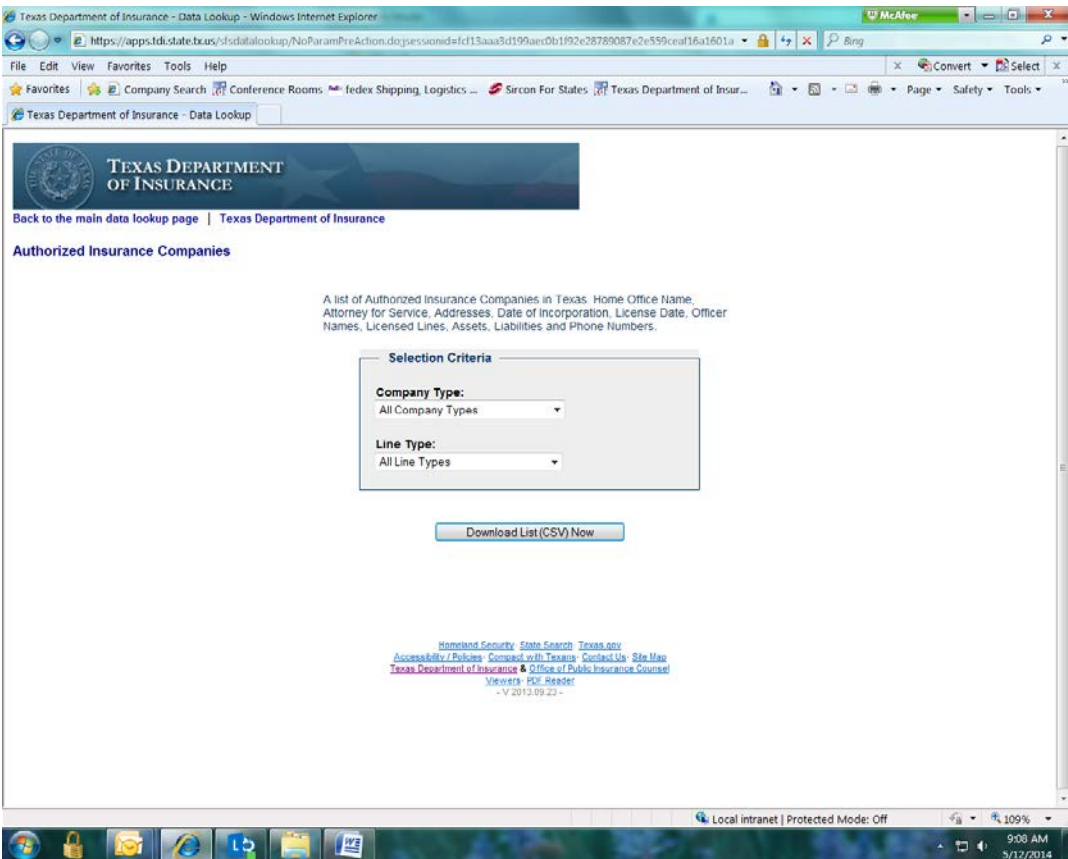 Texas Department of Insurance - Data Lookup - Windows Internet Explorer
McAfee
https://apps.tdi.state.tx.us/sfsdatalookup/NoParamPreAction.do;jsessionid=fcf13aaa3d199aec0b1f92e28789087e2e559ceaf16a1601a
Bing
File Edit View Favorites Tools Help
x Convert Select x
Favorites Company Search Conference Rooms fedex Shipping, Logistics ... Sircon For States Texas Department of Insur... Page Safety Tools
Texas Department of Insurance - Data Lookup
TEXAS DEPARTMENT
OF INSURANCE
Back to the main data lookup page | Texas Department of Insurance
Authorized Insurance Companies
A list of Authorized Insurance Companies in Texas. Home Office Name,
Attorney for Service, Addresses, Date of Incorporation, License Date, Officer
Names, Licensed Lines, Assets, Liabilities and Phone Numbers.
Selection Criteria
Company Type:
All Company Types
Line Type:
All Line Types
Download List (CSV) Now
Homeland Security · State Search · Texas.gov
Accessibility / Policies · Compact with Texans · Contact Us · Site Map
Texas Department of Insurance & Office of Public Insurance Counsel
Viewers · PDF Reader
- V 2013.09.23 -
Local intranet | Protected Mode: Off
109%
9:08 AM
5/12/2014